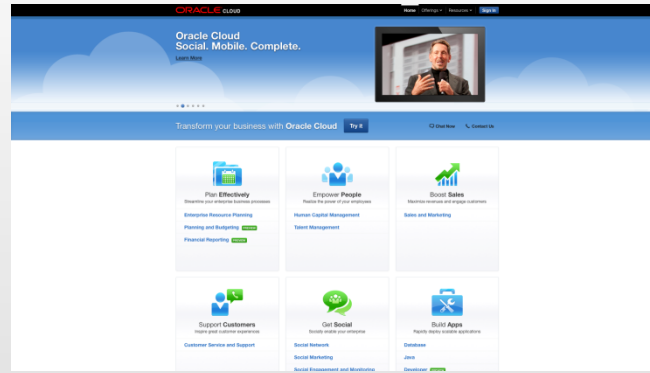 ORACLE CLOUD
Home Offerings Resources Sign In
Oracle Cloud
Social. Mobile. Complete.
Learn More
Transform your business with Oracle Cloud Try it Chat Now Contact Us
Plan Effectively
Streamline your enterprise business processes
Enterprise Resource Planning
Planning and Budgeting PREVIEW
Financial Reporting PREVIEW
Empower People
Realize the power of your employees
Human Capital Management
Talent Management
Boost Sales
Maximize revenues and engage customers
Sales and Marketing
Support Customers
Inspire great customer experiences
Customer Service and Support
Get Social
Socially enable your enterprise
Social Network
Social Marketing
Social Engagement and Monitoring
Build Apps
Rapidly deploy scalable applications
Database
Java
Developer PREVIEW